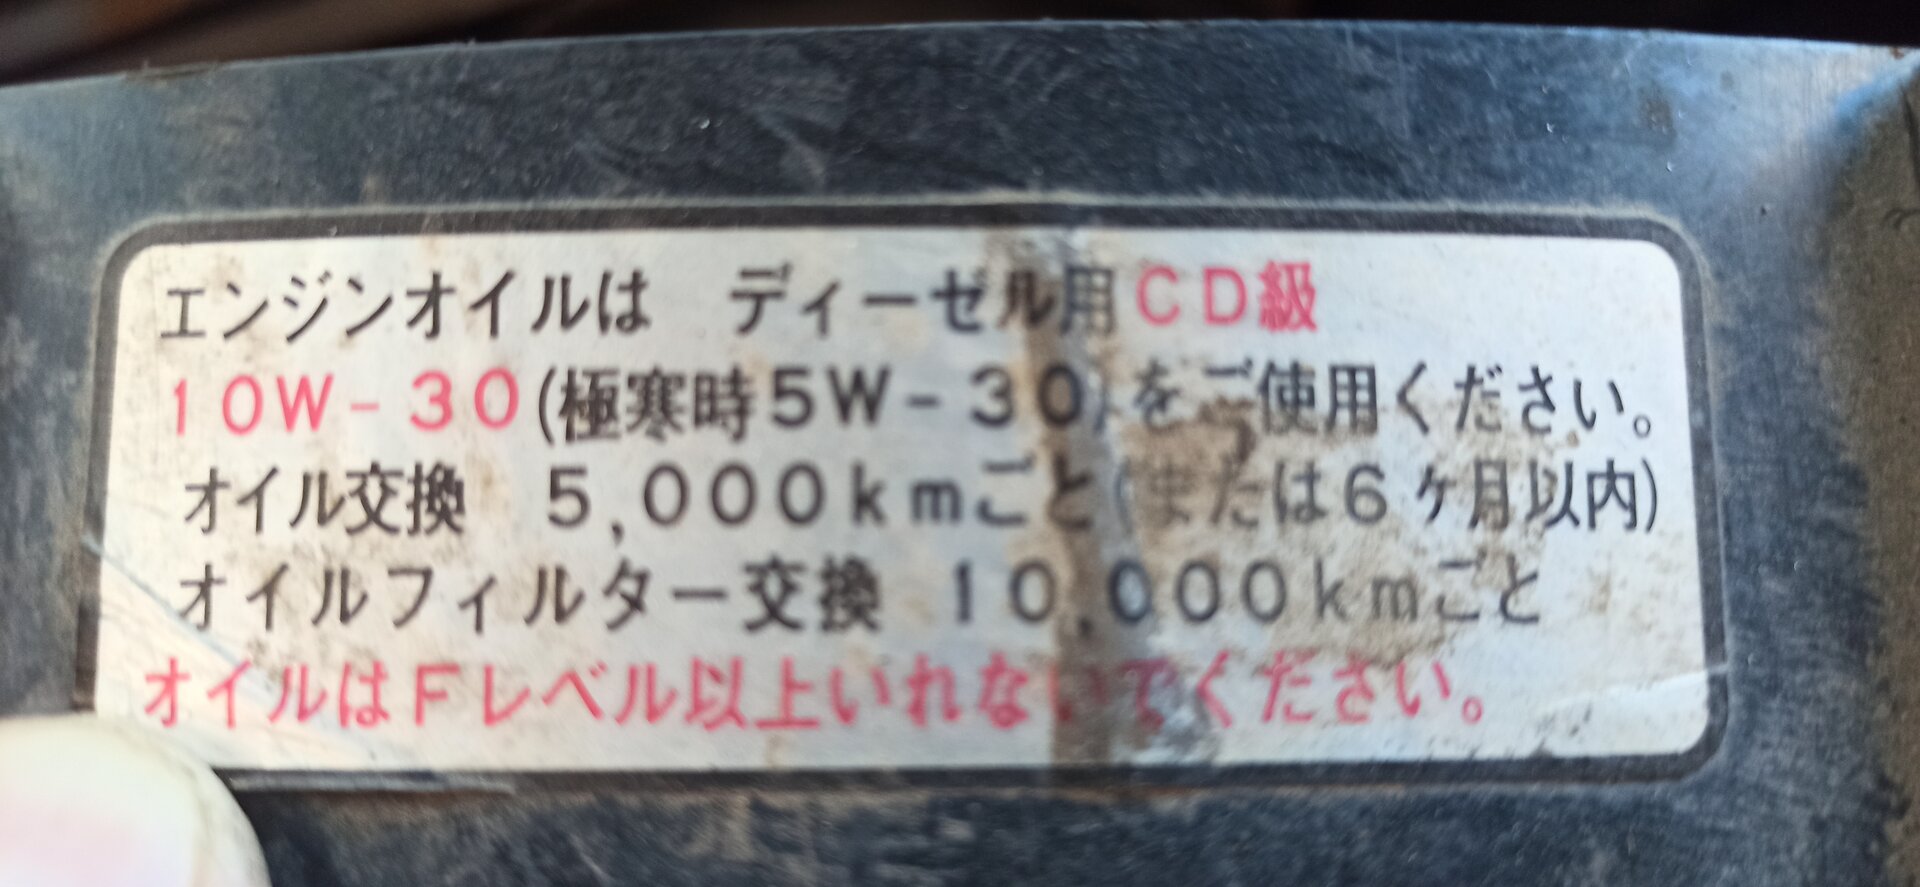 エンジンオイルは ディーゼル用CD級
10W-30(極寒時5W-30)をご使用ください。
オイル交換 5,000kmごと(または6ヶ月以内)
オイルフィルター交換 10,000kmごと
オイルはFレベル以上いれないでください。